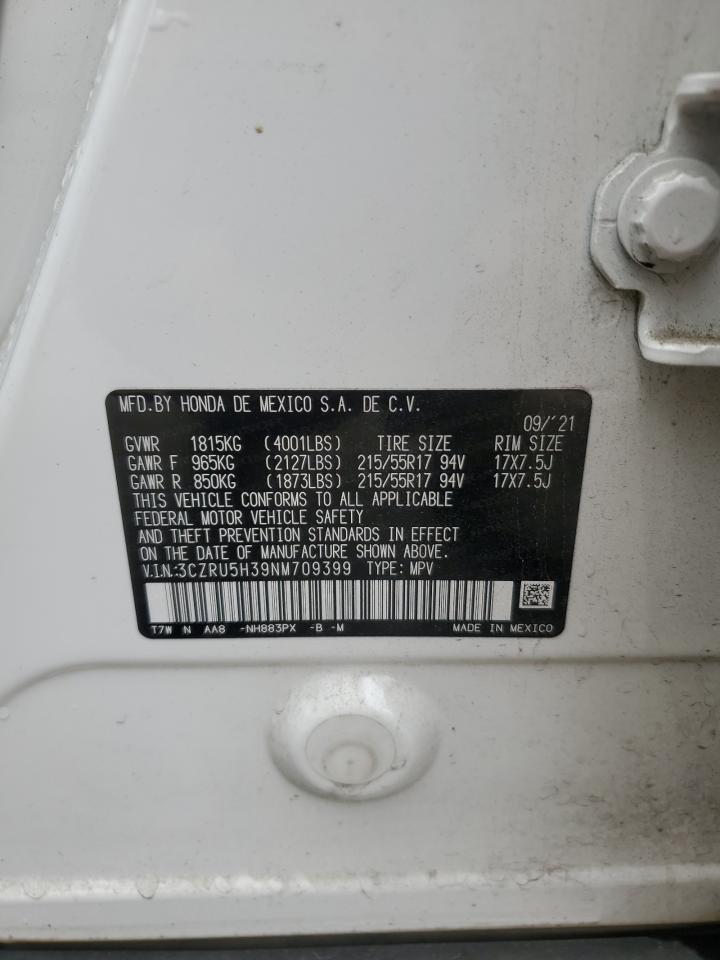 MFD.BY HONDA DE MEXICO S.A. DE C.V.
09/'21
GVWR 1815KG (4001LBS) TIRE SIZE RIM SIZE
GAWR F 965KG (2127LBS) 215/55R17 94V 17X7.5J
GAWR R 850KG (1873LBS) 215/55R17 94V 17X7.5J
THIS VEHICLE CONFORMS TO ALL APPLICABLE
FEDERAL MOTOR VEHICLE SAFETY
AND THEFT PREVENTION STANDARDS IN EFFECT
ON THE DATE OF MANUFACTURE SHOWN ABOVE.
V.I.N.:3CZRU5H39NM709399 TYPE: MPV
T7W N AA8 -NH883PX -B -M MADE IN MEXICO